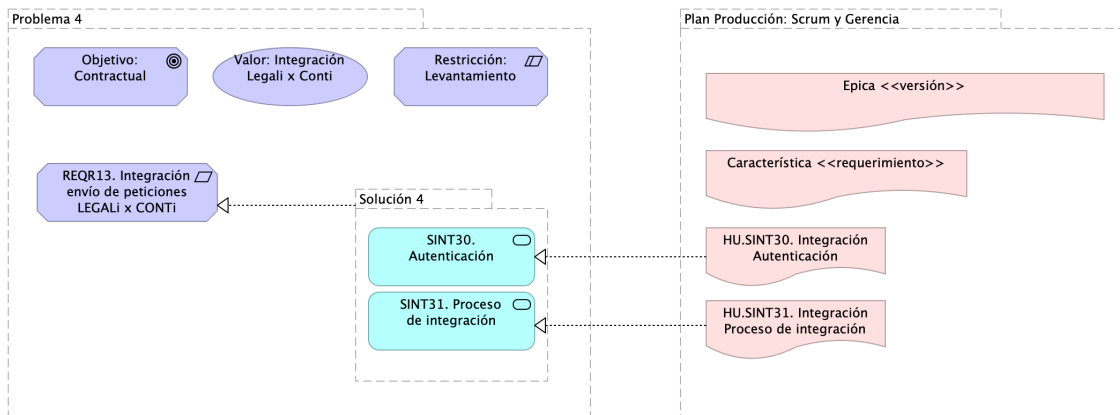 Problema 4
Objetivo:
Contractual
Valor: Integración
Legali x Conti
Restricción:
Levantamiento
REQR13. Integración
envío de peticiones
LEGALi x CONTi
Solución 4
SINT30.
Autenticación
SINT31. Proceso
de integración
Plan Producción: Scrum y Gerencia
Epica <<versión>>
Característica <<requerimiento>>
HU.SINT30. Integración
Autenticación
HU.SINT31. Integración
Proceso de integración